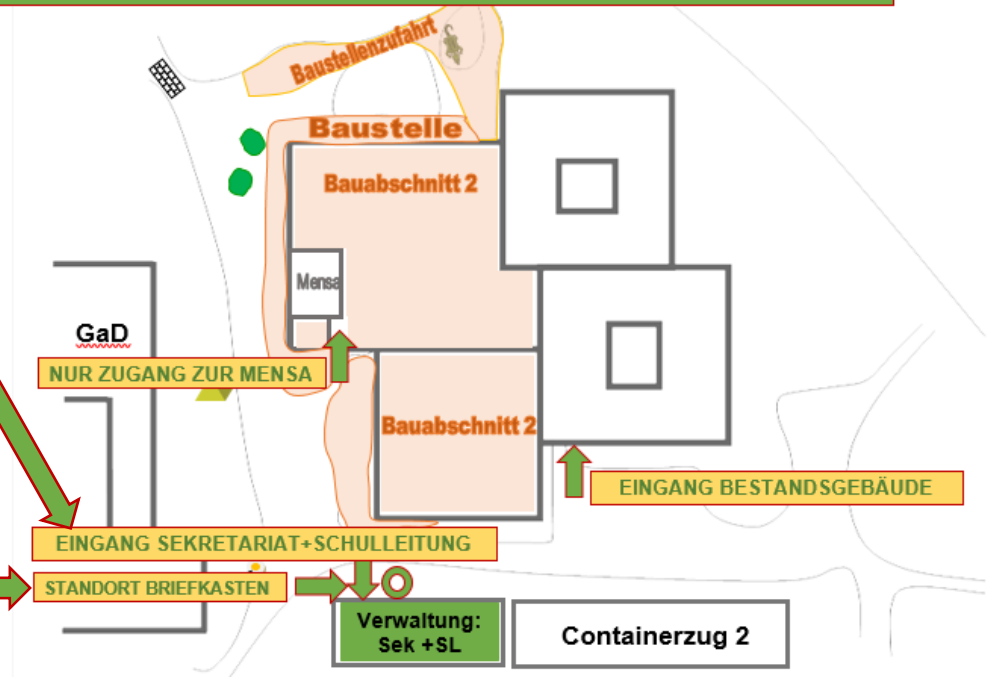 Baustellenzufahrt
Baustelle
Bauabschnitt 2
Mensa
GaD
NUR ZUGANG ZUR MENSA
Bauabschnitt 2
EINGANG BESTANDSGEBÄUDE
EINGANG SEKRETARIAT+SCHULLEITUNG
STANDORT BRIEFKASTEN
Verwaltung:
Sek +SL
Containerzug 2